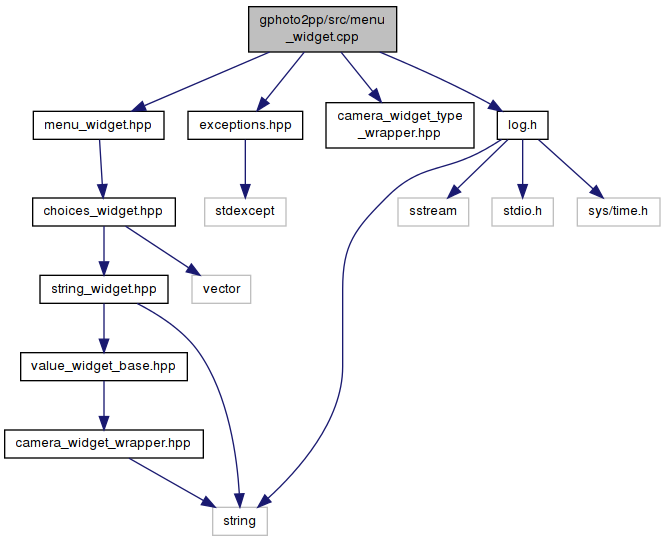 gphoto2pp/src/menu
_widget.cpp
menu_widget.hpp
exceptions.hpp
camera_widget_type
_wrapper.hpp
log.h
choices_widget.hpp
stdexcept
sstream
stdio.h
sys/time.h
string_widget.hpp
vector
value_widget_base.hpp
camera_widget_wrapper.hpp
string